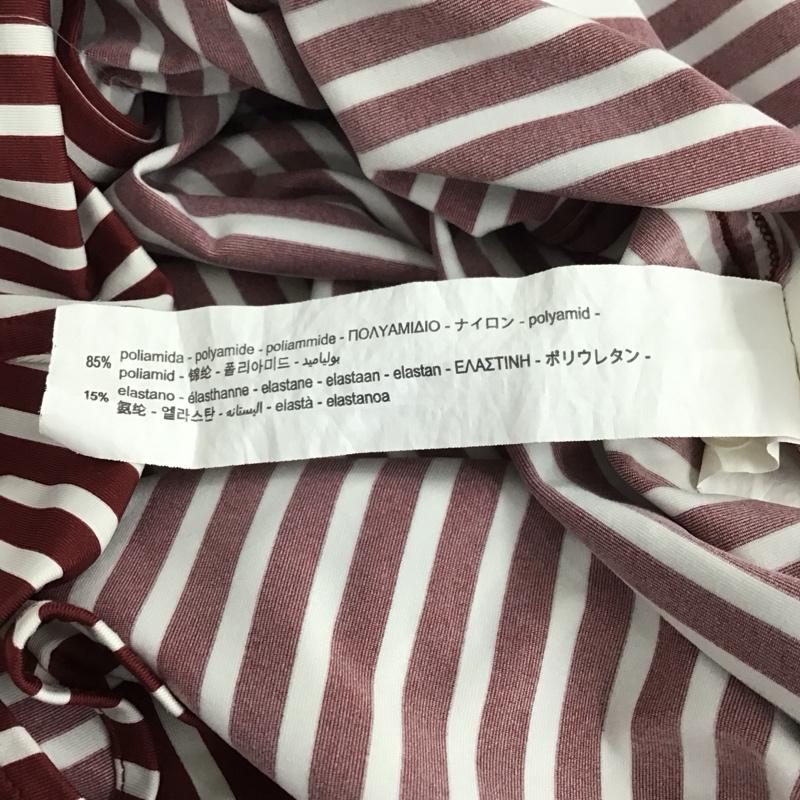 85% poliamida - polyamide - poliammide - ΠΟΛΥΑΜΙΔΙΟ - ナイロン - polyamid -
poliamid - 锦纶 - 폴리아미드 - بولياميد
15% elastano - élasthanne - elastane - elastaan - elastan - ΕΛΑΣΤΙΝΗ - ポリウレタン -
氨纶 - 엘라스탄 - اليستانه - elastà - elastanoa